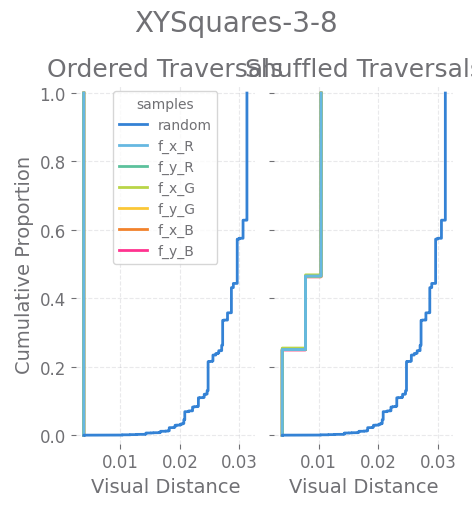 XYSquares-3-8
Ordered Traversals
Shuffled Traversals
samples
random
f_x_R
f_y_R
f_x_G
f_y_G
f_x_B
f_y_B
Cumulative Proportion
1.0
0.8
0.6
0.4
0.2
0.0
0.01 0.02 0.03
0.01 0.02 0.03
Visual Distance
Visual Distance